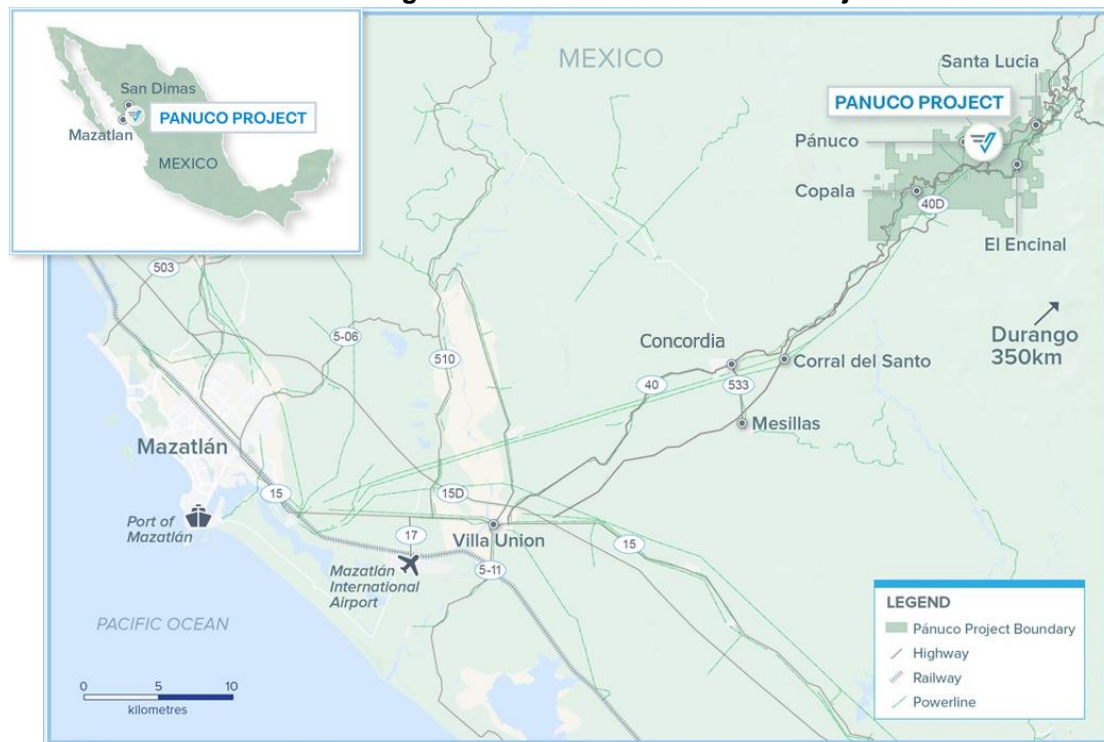 San Dimas
PANUCO PROJECT
Mazatlan
MEXICO
MEXICO
Santa Lucia
PANUCO PROJECT
Pánuco
Copala
40D
El Encinal
503
5-06
510
Concordia
Durango
350km
40
533
Corral del Santo
Mesillas
Mazatlán
15
15D
Port of
Mazatlán
17
Villa Union
15
Mazatlán
International
Airport
5-11
PACIFIC OCEAN
0 5 10
kilometres
LEGEND
Pánuco Project Boundary
Highway
Railway
Powerline